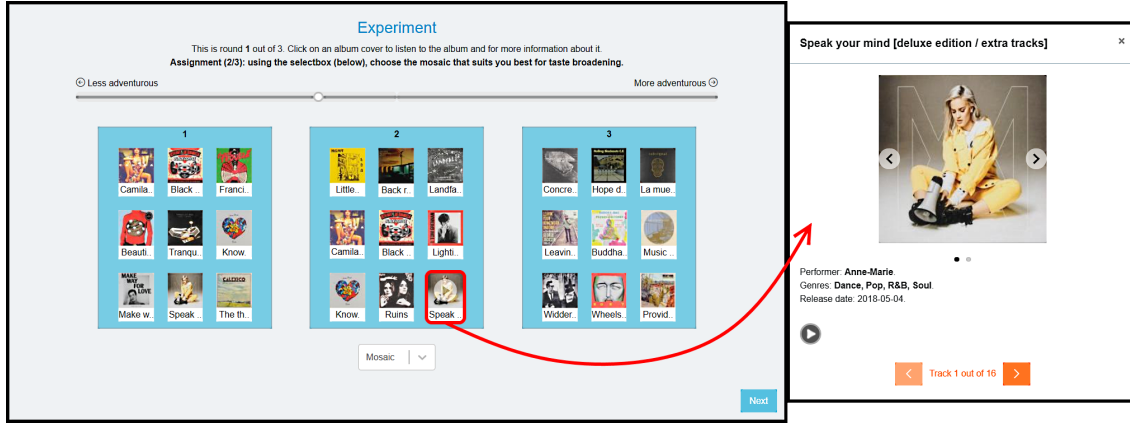 Experiment
This is round 1 out of 3. Click on an album cover to listen to the album and for more information about it.
Assignment (2/3): using the selectbox (below), choose the mosaic that suits you best for taste broadening.
Less adventurous
More adventurous
1
Camila..
Black ..
Franci..
Beauti..
Tranqu..
Know.
MAKE WAY FOR LOVE
CALEXICO
Make w..
Speak ..
The th..
2
Little..
Back r..
Landfa..
Camila..
Black ..
Lighti..
Know.
Ruins
Speak..
3
Concre..
Hope d..
La mue..
Leavin..
Buddha..
Music ..
Widder..
Wheels..
Provid..
Mosaic
Next
Speak your mind [deluxe edition / extra tracks]
×
Performer: Anne-Marie.
Genres: Dance, Pop, R&B, Soul.
Release date: 2018-05-04.
Track 1 out of 16